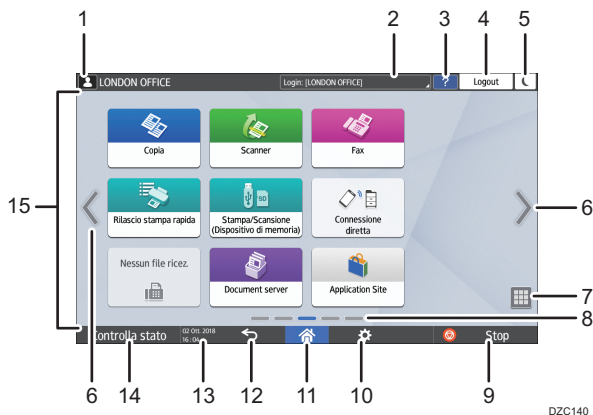 1 2 3 4 5
LONDON OFFICE Login: [LONDON OFFICE] ? Logout
Copia Scanner Fax
15
SD
6
Rilascio stampa rapida Stampa/Scansione (Dispositivo di memoria) Connessione diretta
Nessun file ricez.
Document server Application Site
7
8
ontrolla stato 02 Ott. 2018 16:04 Stop
6 14 13 12 11 10 9
DZC140